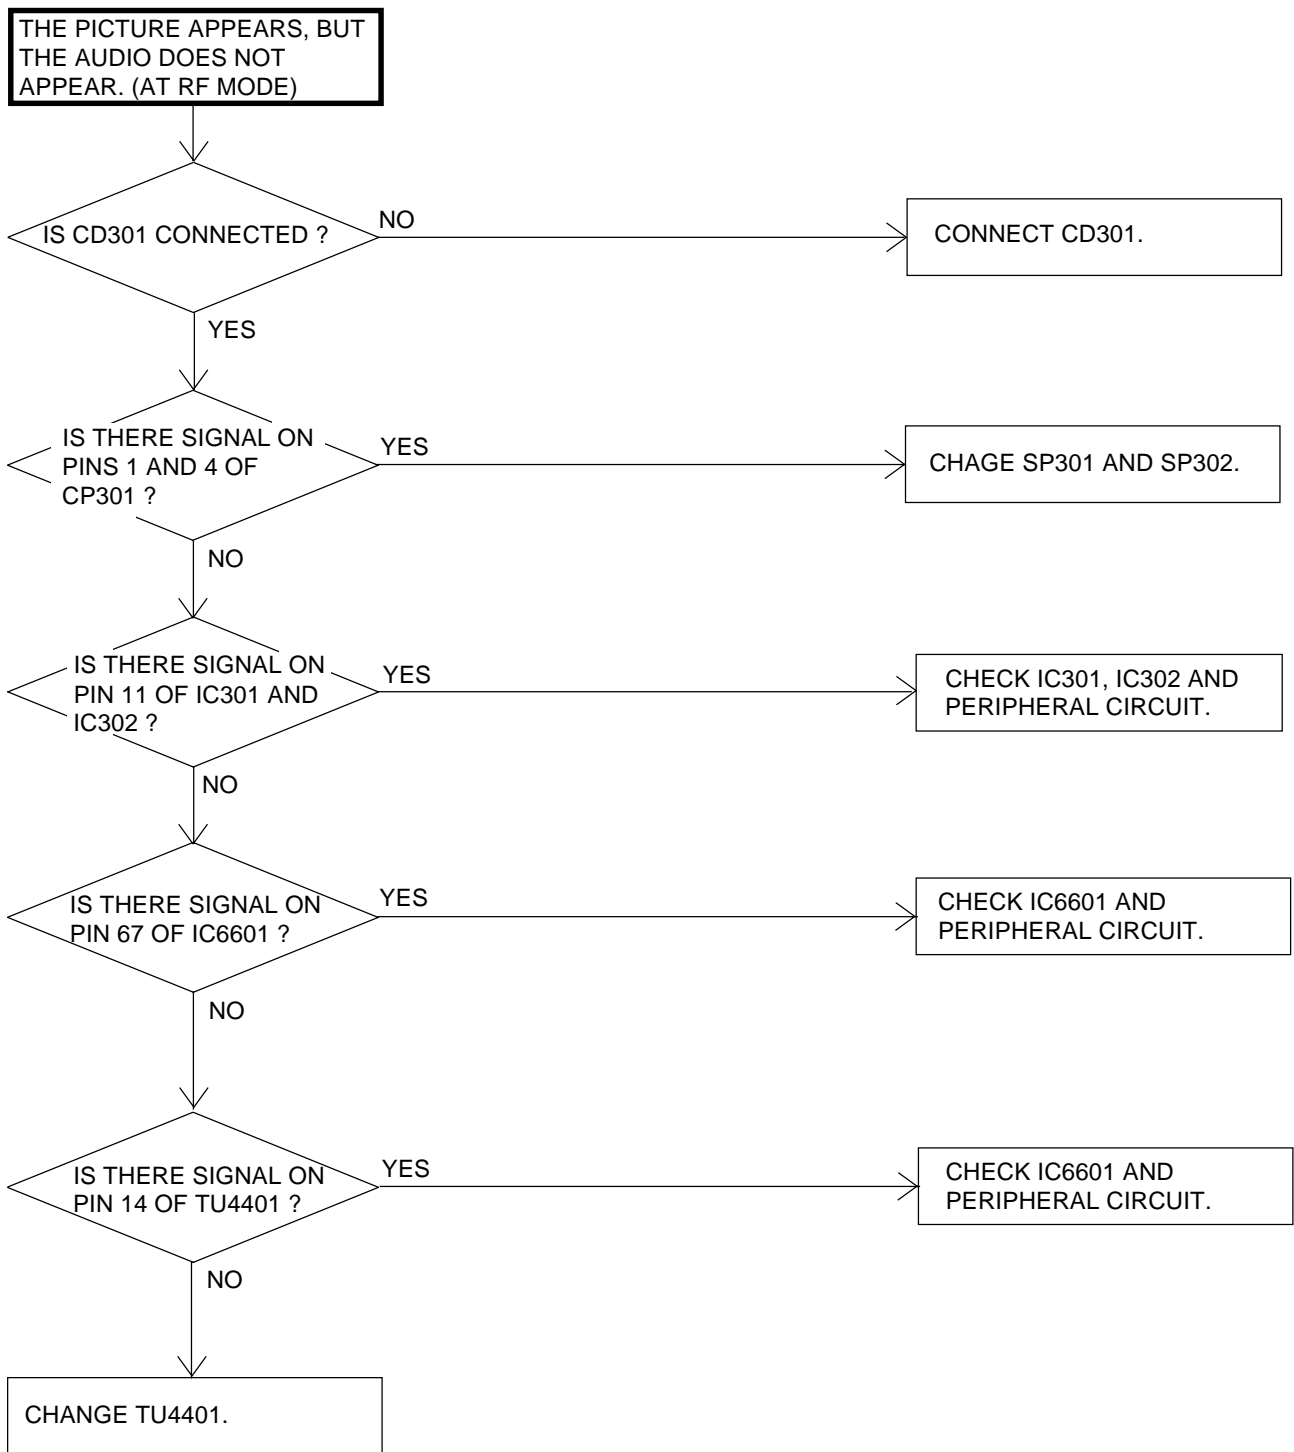 THE PICTURE APPEARS, BUT
THE AUDIO DOES NOT
APPEAR. (AT RF MODE)
IS CD301 CONNECTED ?
NO
CONNECT CD301.
YES
IS THERE SIGNAL ON
PINS 1 AND 4 OF
CP301 ?
YES
CHAGE SP301 AND SP302.
NO
IS THERE SIGNAL ON
PIN 11 OF IC301 AND
IC302 ?
YES
CHECK IC301, IC302 AND
PERIPHERAL CIRCUIT.
NO
IS THERE SIGNAL ON
PIN 67 OF IC6601 ?
YES
CHECK IC6601 AND
PERIPHERAL CIRCUIT.
NO
IS THERE SIGNAL ON
PIN 14 OF TU4401 ?
YES
CHECK IC6601 AND
PERIPHERAL CIRCUIT.
NO
CHANGE TU4401.